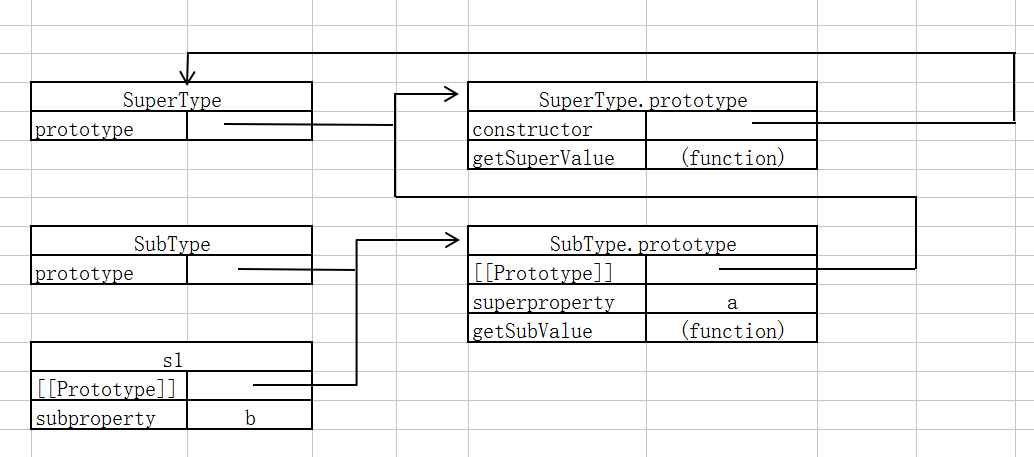 SuperType
prototype
SuperType.prototype
constructor
getSuperValue (function)
SubType
prototype
SubType.prototype
[[Prototype]]
superproperty a
getSubValue (function)
s1
[[Prototype]]
subproperty b